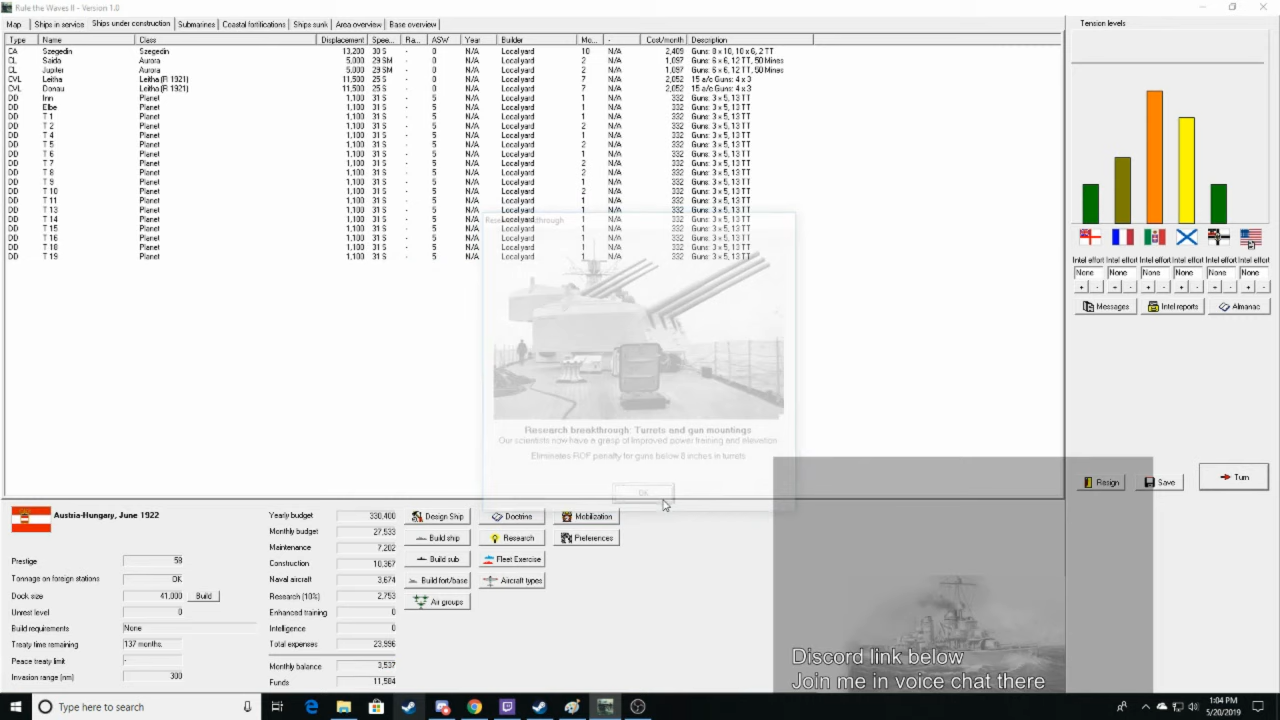 Rule the Waves II - Version 1.0
Map Ships in service Ships under construction Submarines Coastal fortifications Ships sunk Area overview Base overview
Type Name Class Displacement Spee... Ra... ASW Year Builder Mo... - Cost/month Description
CA Szegedin Szegedin 13,200 30 S - 0 N/A Local yard 10 N/A 2,409 Guns: 8 x 10, 10 x 6, 2 TT
CL Saida Aurora 5,000 29 SM - 0 N/A Local yard 2 N/A 1,097 Guns: 6 x 6, 12 TT, 50 Mines
CL Jupiter Aurora 5,000 29 SM - 0 N/A Local yard 2 N/A 1,097 Guns: 6 x 6, 12 TT, 50 Mines
CVL Leitha Leitha (R 1921) 11,500 25 S - 0 N/A Local yard 7 N/A 2,052 15 a/c Guns: 4 x 3
CVL Donau Leitha (R 1921) 11,500 25 S - 0 N/A Local yard 7 N/A 2,052 15 a/c Guns: 4 x 3
DD Inn Planet 1,100 31 S - 5 N/A Local yard 1 N/A 332 Guns: 3 x 5, 13 TT
DD Elbe Planet 1,100 31 S - 5 N/A Local yard 1 N/A 332 Guns: 3 x 5, 13 TT
DD T 1 Planet 1,100 31 S - 5 N/A Local yard 2 N/A 332 Guns: 3 x 5, 13 TT
DD T 2 Planet 1,100 31 S - 5 N/A Local yard 2 N/A 332 Guns: 3 x 5, 13 TT
DD T 4 Planet 1,100 31 S - 5 N/A Local yard 1 N/A 332 Guns: 3 x 5, 13 TT
DD T 5 Planet 1,100 31 S - 5 N/A Local yard 2 N/A 332 Guns: 3 x 5, 13 TT
DD T 6 Planet 1,100 31 S - 5 N/A Local yard 1 N/A 332 Guns: 3 x 5, 13 TT
DD T 7 Planet 1,100 31 S - 5 N/A Local yard 2 N/A 332 Guns: 3 x 5, 13 TT
DD T 8 Planet 1,100 31 S - 5 N/A Local yard 2 N/A 332 Guns: 3 x 5, 13 TT
DD T 9 Planet 1,100 31 S - 5 N/A Local yard 1 N/A 332 Guns: 3 x 5, 13 TT
DD T 10 Planet 1,100 31 S - 5 N/A Local yard 2 N/A 332 Guns: 3 x 5, 13 TT
DD T 11 Planet 1,100 31 S - 5 N/A Local yard 1 N/A 332 Guns: 3 x 5, 13 TT
DD T 13 Planet 1,100 31 S - 5 N/A Local yard 1 N/A 332 Guns: 3 x 5, 13 TT
DD T 14 Planet 1,100 31 S - 5 N/A Local yard 1 N/A 332 Guns: 3 x 5, 13 TT
DD T 15 Planet 1,100 31 S - 5 N/A Local yard 1 N/A 332 Guns: 3 x 5, 13 TT
DD T 16 Planet 1,100 31 S - 5 N/A Local yard 1 N/A 332 Guns: 3 x 5, 13 TT
DD T 18 Planet 1,100 31 S - 5 N/A Local yard 1 N/A 332 Guns: 3 x 5, 13 TT
DD T 19 Planet 1,100 31 S - 5 N/A Local yard 1 N/A 332 Guns: 3 x 5, 13 TT
Research breakthrough
Research breakthrough: Turrets and gun mountings
Our scientists now have a grasp of Improved power training and elevation
Eliminates ROF penalty for guns below 8 inches in turrets
OK
Tension levels
Intel effort Intel effort Intel effort Intel effort Intel effort Intel effort
None None None None None None
+ - + - + - + - + - + -
Messages Intel reports Almanac
Resign Save Turn
Austria-Hungary, June 1922
Prestige 58
Tonnage on foreign stations OK
Dock size 41,000 Build
Unrest level 0
Build requirements None
Treaty time remaining 137 months.
Peace treaty limit -
Invasion range (nm) 300
Yearly budget 330,400
Monthly budget 27,533
Maintenance 7,202
Construction 10,367
Naval aircraft 3,674
Research (10%) 2,753
Enhanced training 0
Intelligence 0
Total expenses 23,996
Monthly balance 3,537
Funds 11,504
Design Ship Doctrine Mobilization
Build ship Research Preferences
Build sub Fleet Exercise
Build fort/base Aircraft types
Air groups
Discord link below
Join me in voice chat there
Type here to search
1:04 PM
5/20/2019